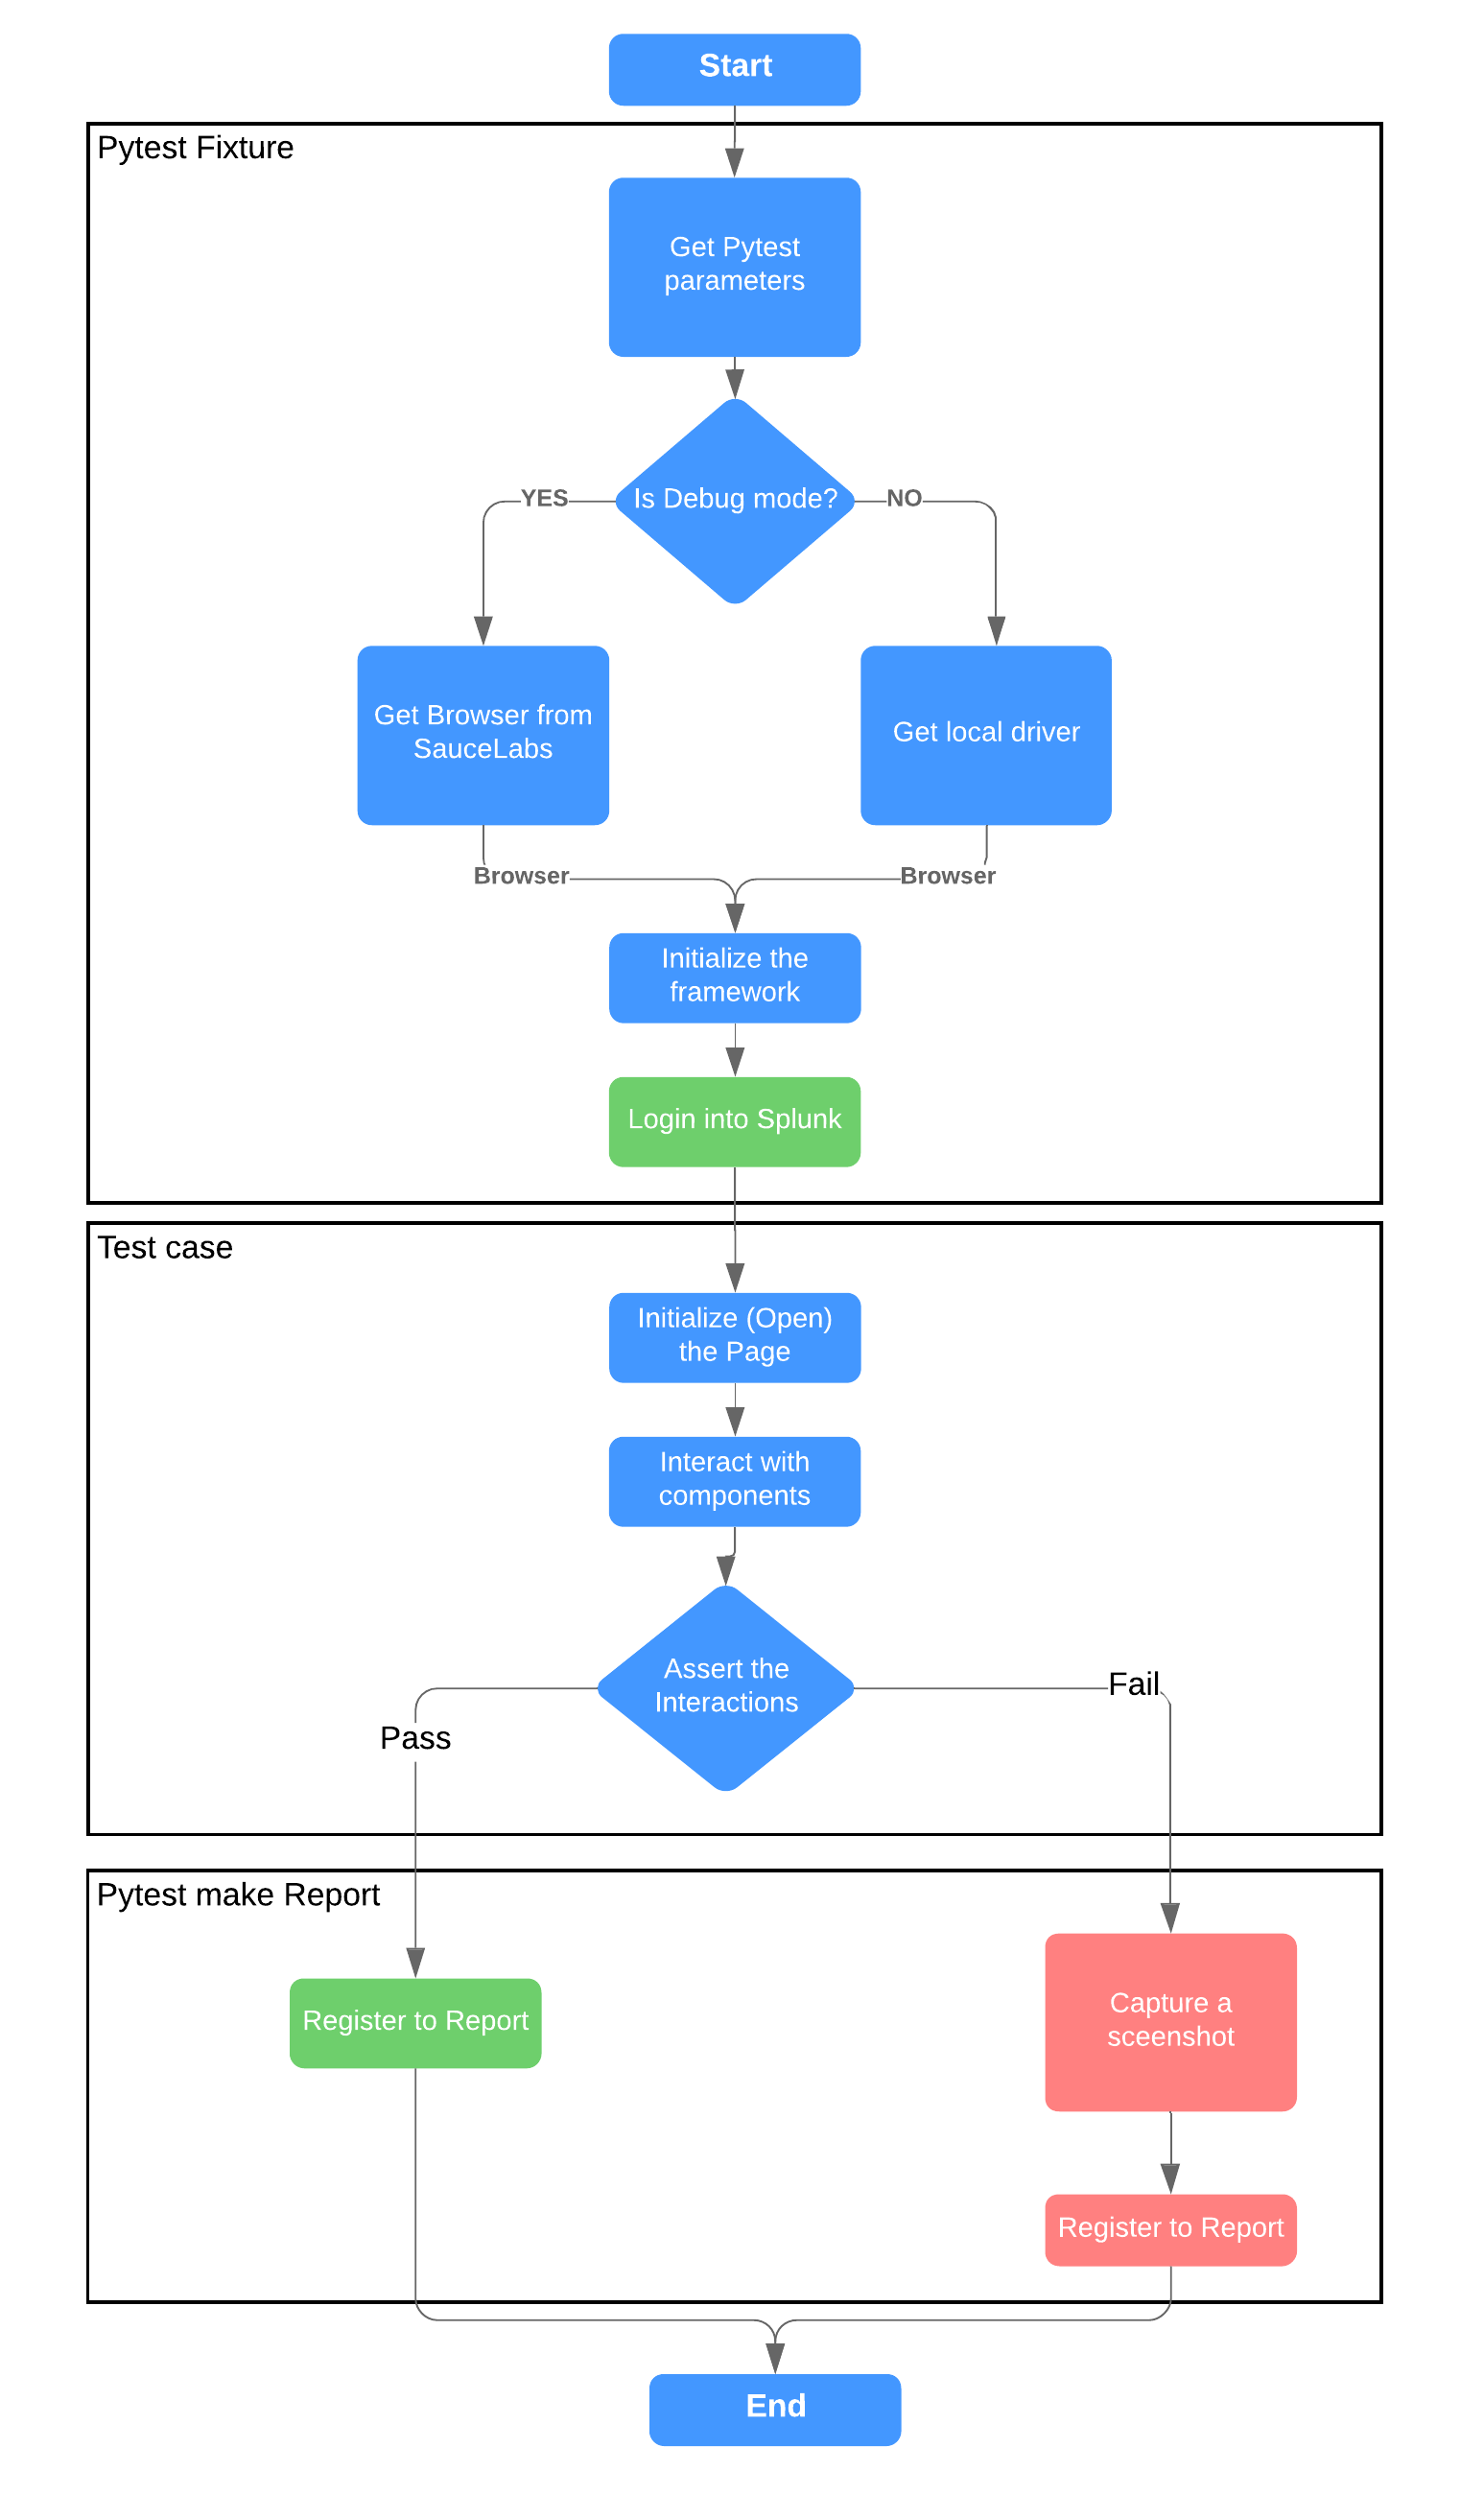 Start
Pytest Fixture
Get Pytest
parameters
Is Debug mode?
YES
NO
Get Browser from
SauceLabs
Get local driver
Browser
Browser
Initialize the
framework
Login into Splunk
Test case
Initialize (Open)
the Page
Interact with
components
Assert the
Interactions
Pass
Fail
Pytest make Report
Register to Report
Capture a
sceenshot
Register to Report
End